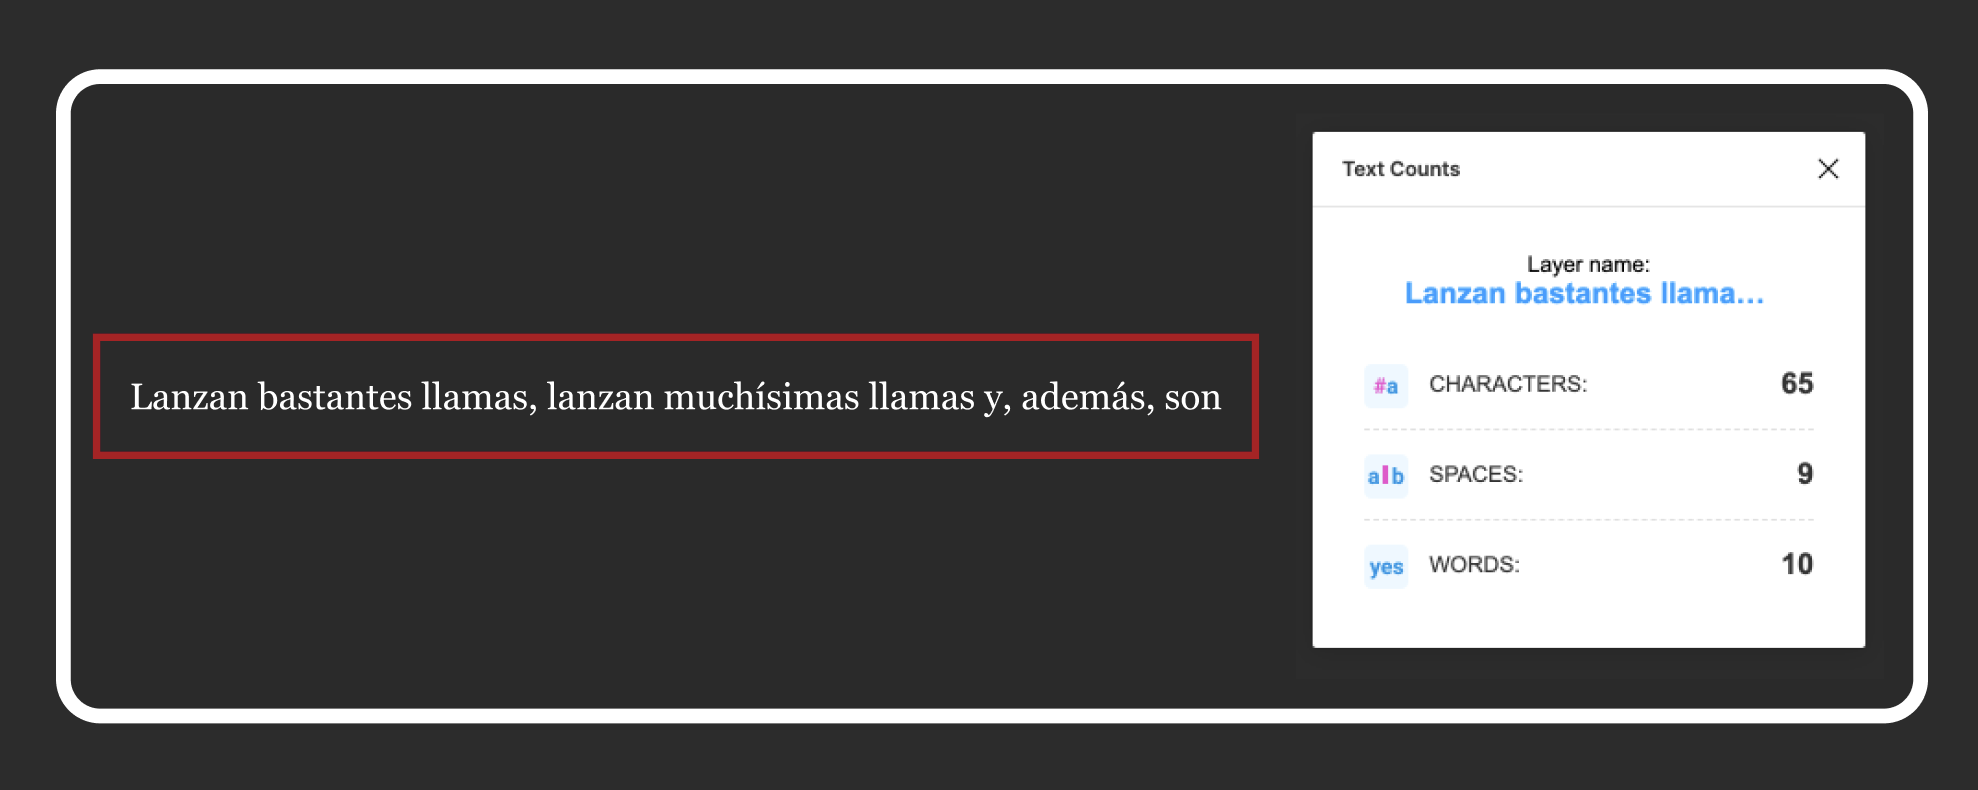 Lanzan bastantes llamas, lanzan muchísimas llamas y, además, son
Text Counts
Layer name:
Lanzan bastantes llama...
#a CHARACTERS: 65
a|b SPACES: 9
yes WORDS: 10